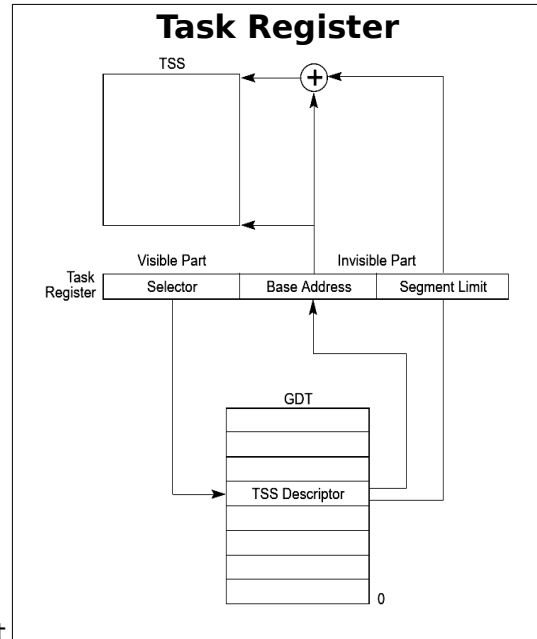 Task Register
TSS
+
Visible Part
Invisible Part
Task
Register
Selector
Base Address
Segment Limit
GDT
TSS Descriptor
0